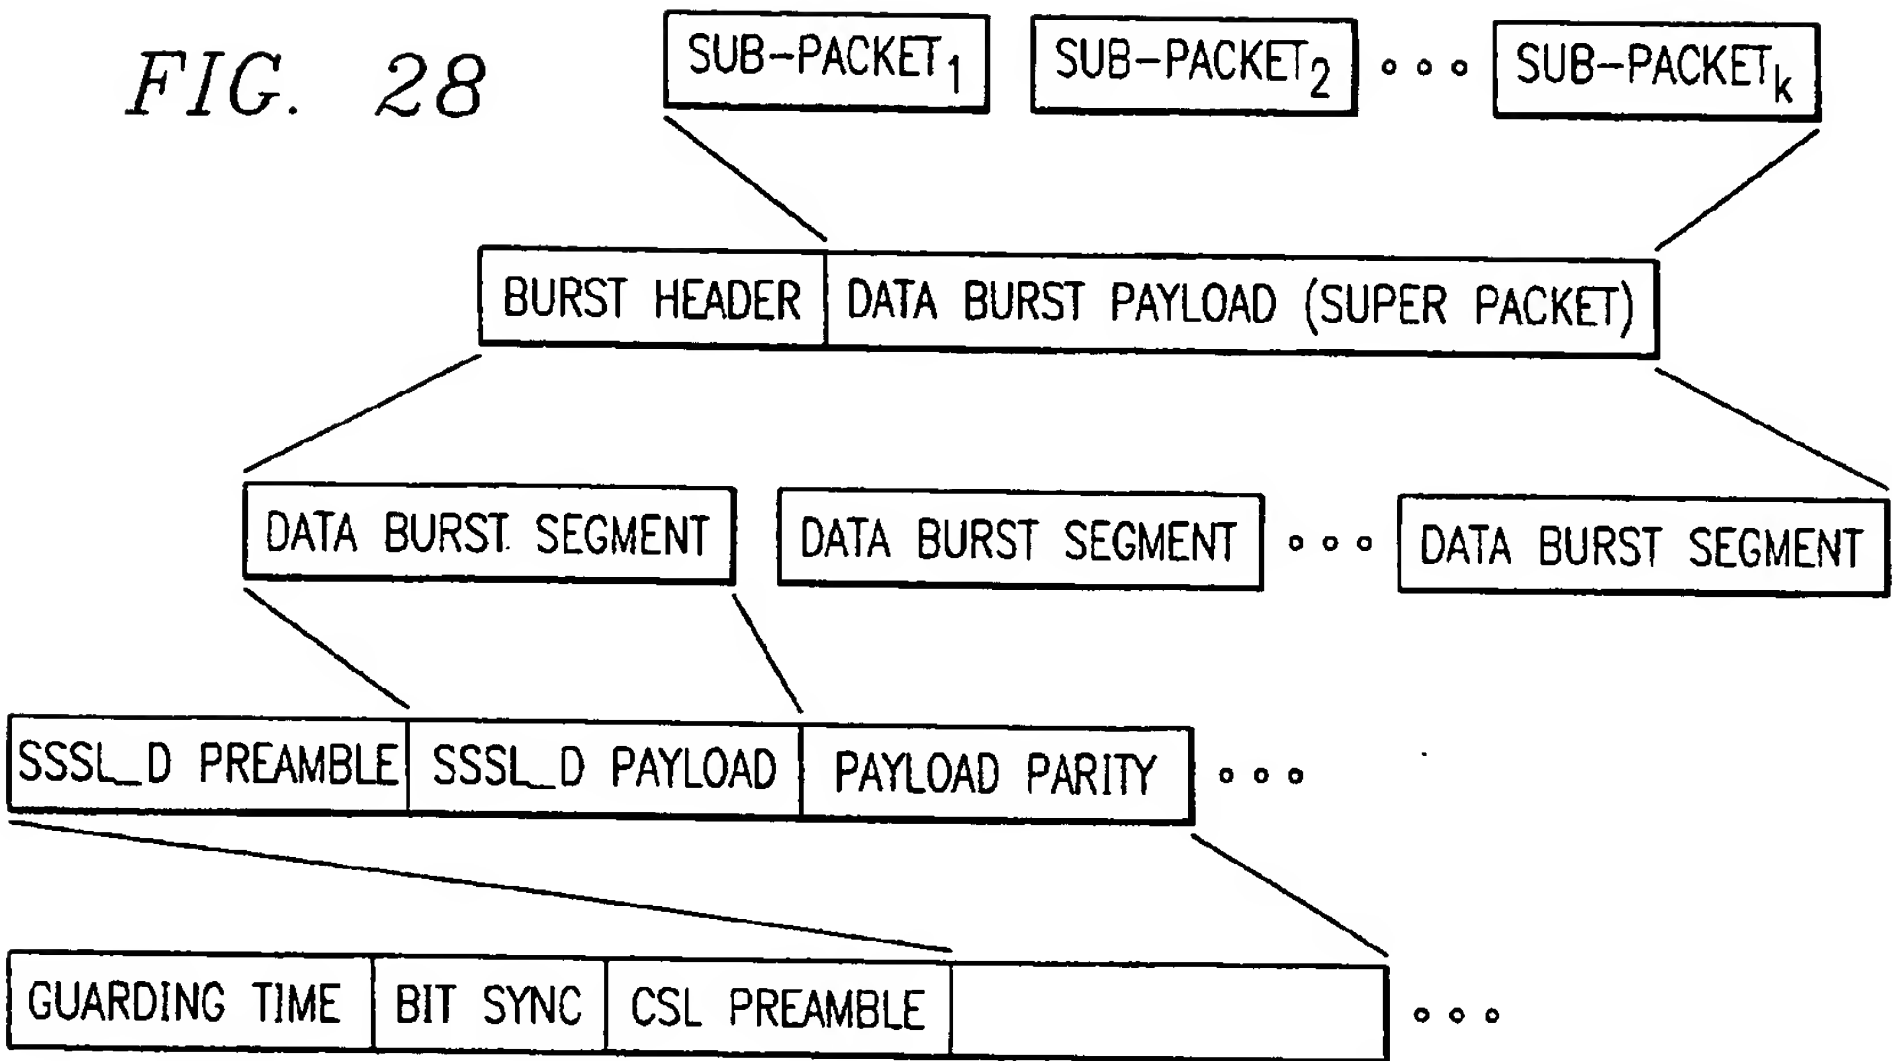 FIG. 28
SUB-PACKET1 SUB-PACKET2 SUB-PACKETk
BURST HEADER DATA BURST PAYLOAD (SUPER PACKET)
DATA BURST SEGMENT DATA BURST SEGMENT DATA BURST SEGMENT
SSSL_D PREAMBLE SSSL_D PAYLOAD PAYLOAD PARITY
GUARDING TIME BIT SYNC CSL PREAMBLE